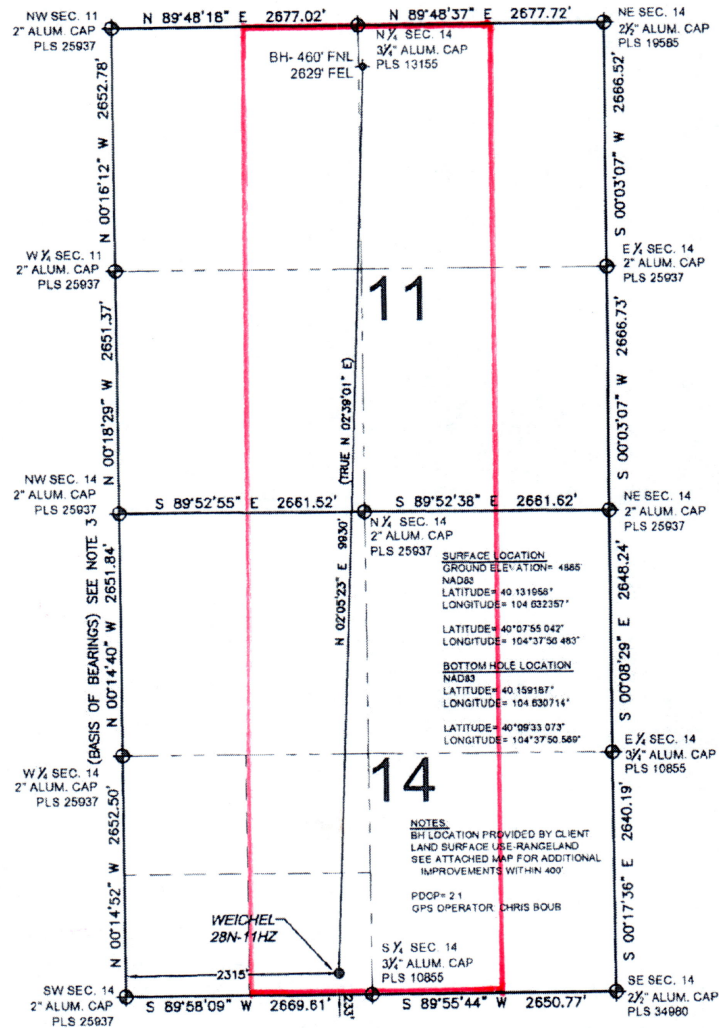 N 89°48'18" E 2677.02'
N 89°48'37" E 2677.72'
NW SEC. 11
2" ALUM. CAP
PLS 25937
N ¼ SEC. 14
3¼" ALUM. CAP
PLS 13155
NE SEC. 14
2½" ALUM. CAP
PLS 19585
BH- 460' FNL
2629' FEL
N 00°16'12" W 2652.78'
S 00°03'07" W 2666.52'
W ¼ SEC. 11
2" ALUM. CAP
PLS 25937
E ¼ SEC. 14
2" ALUM. CAP
PLS 25937
11
N 00°18'29" W 2651.37'
(TRUE N 02°39'01" E)
S 00°03'07" W 2666.73'
NW SEC. 14
2" ALUM. CAP
PLS 25937
S 89°52'55" E 2661.52'
S 89°52'38" E 2661.62'
N ¼ SEC. 14
2" ALUM. CAP
PLS 25937
NE SEC. 14
2" ALUM. CAP
PLS 25937
(BASIS OF BEARINGS) SEE NOTE 3
N 00°14'40" W 2651.84'
N 02°05'23" E 9930'
SURFACE LOCATION
GROUND ELEVATION= 4885'
NAD83
LATITUDE= 40.131956°
LONGITUDE= 104.632357°
LATITUDE= 40°07'55.042"
LONGITUDE= 104°37'56.483"
BOTTOM HOLE LOCATION
NAD83
LATITUDE= 40.159187°
LONGITUDE= 104.630714°
LATITUDE= 40°09'33.073"
LONGITUDE= 104°37'50.569"
S 00°08'29" E 2648.24'
W ¼ SEC. 14
2" ALUM. CAP
PLS 25937
E ¼ SEC. 14
3¼" ALUM. CAP
PLS 10855
14
NOTES
BH LOCATION PROVIDED BY CLIENT
LAND SURFACE USE-RANGELAND
SEE ATTACHED MAP FOR ADDITIONAL
IMPROVEMENTS WITHIN 400'
PDOP= 2.1
GPS OPERATOR: CHRIS BOUB
N 00°14'52" W 2652.50'
S 00°17'36" E 2640.19'
WEICHEL
28N-11HZ
2315'
233'
S ¼ SEC. 14
3¼" ALUM. CAP
PLS 10855
SW SEC. 14
2" ALUM. CAP
PLS 25937
S 89°58'09" W 2669.61'
S 89°55'44" W 2650.77'
SE SEC. 14
2½" ALUM. CAP
PLS 34980